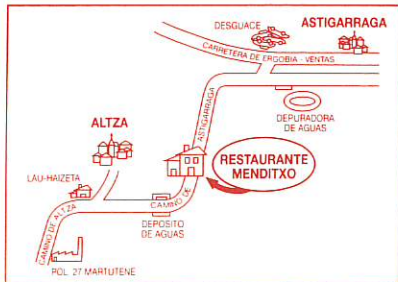 DESGUACE
ASTIGARRAGA
CARRETERA DE ERGOBIA - VENTAS
DEPURADORA
DE AGUAS
ASTIGARRAGA
ALTZA
RESTAURANTE
MENDITXO
LAU-HAIZETA
CAMINO DE
DEPOSITO
DE AGUAS
CAMINO DE ALTZA
POL. 27 MARTUTENE